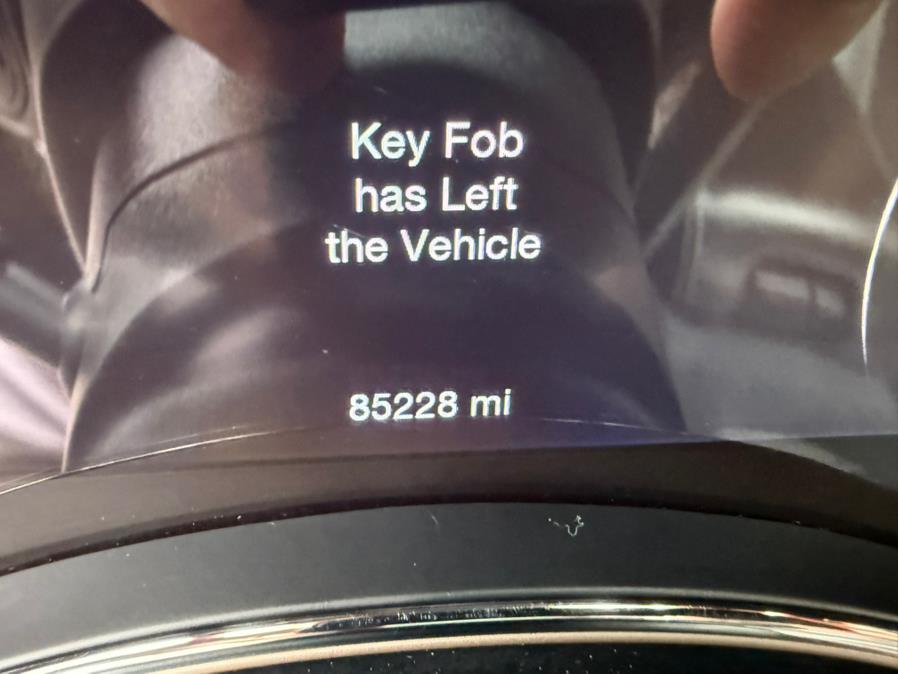 Key Fob
has Left
the Vehicle
85228 mi